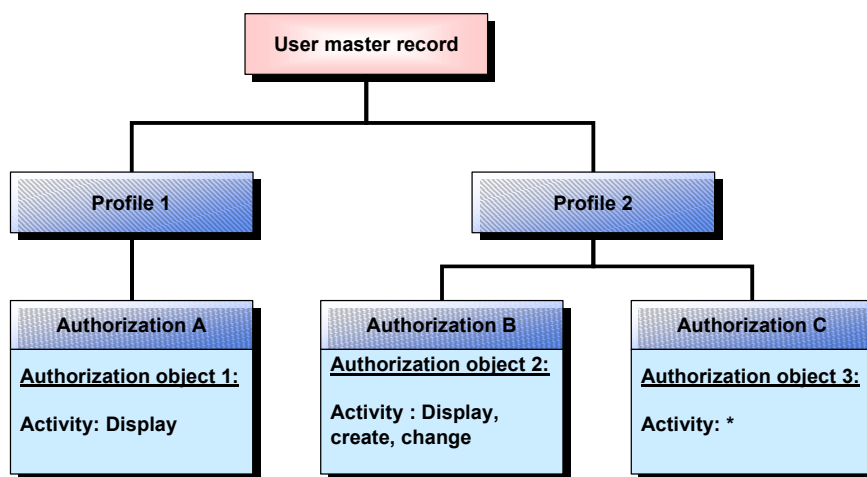 User master record
Profile 1
Profile 2
Authorization A
Authorization object 1:
Activity: Display
Authorization B
Authorization object 2:
Activity : Display,
create, change
Authorization C
Authorization object 3:
Activity: *